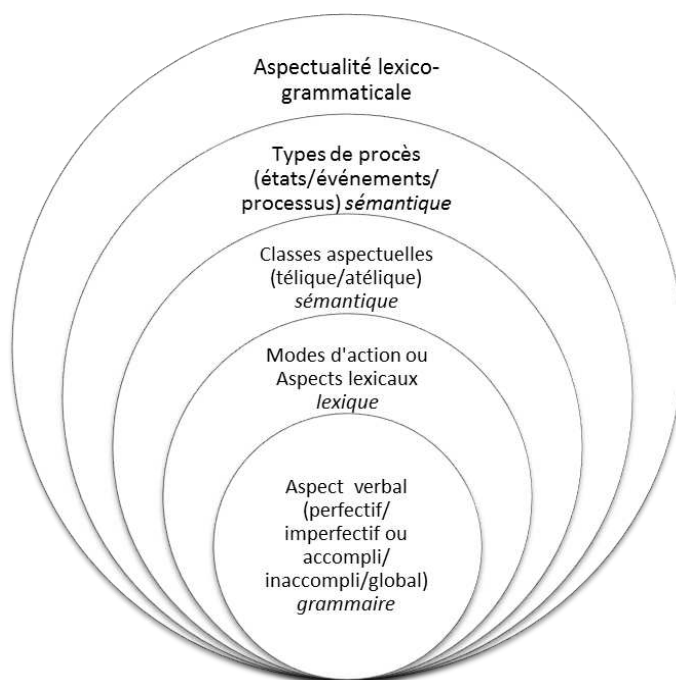 Aspectualité lexico-
grammaticale
Types de procès
(états/événements/
processus) sémantique
Classes aspectuelles
(télique/atélique)
sémantique
Modes d'action ou
Aspects lexicaux
lexique
Aspect verbal
(perfectif/
imperfectif ou
accompli/
inaccompli/global)
grammaire